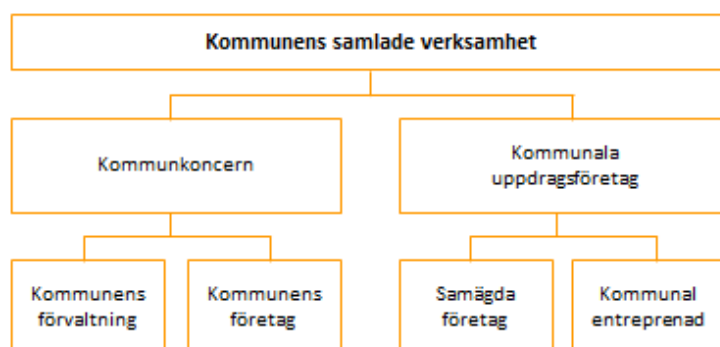 Kommunens samlade verksamhet
Kommunkoncern
Kommunala
uppdragsföretag
Kommunens
förvaltning
Kommunens
företag
Samägda
företag
Kommunal
entreprenad